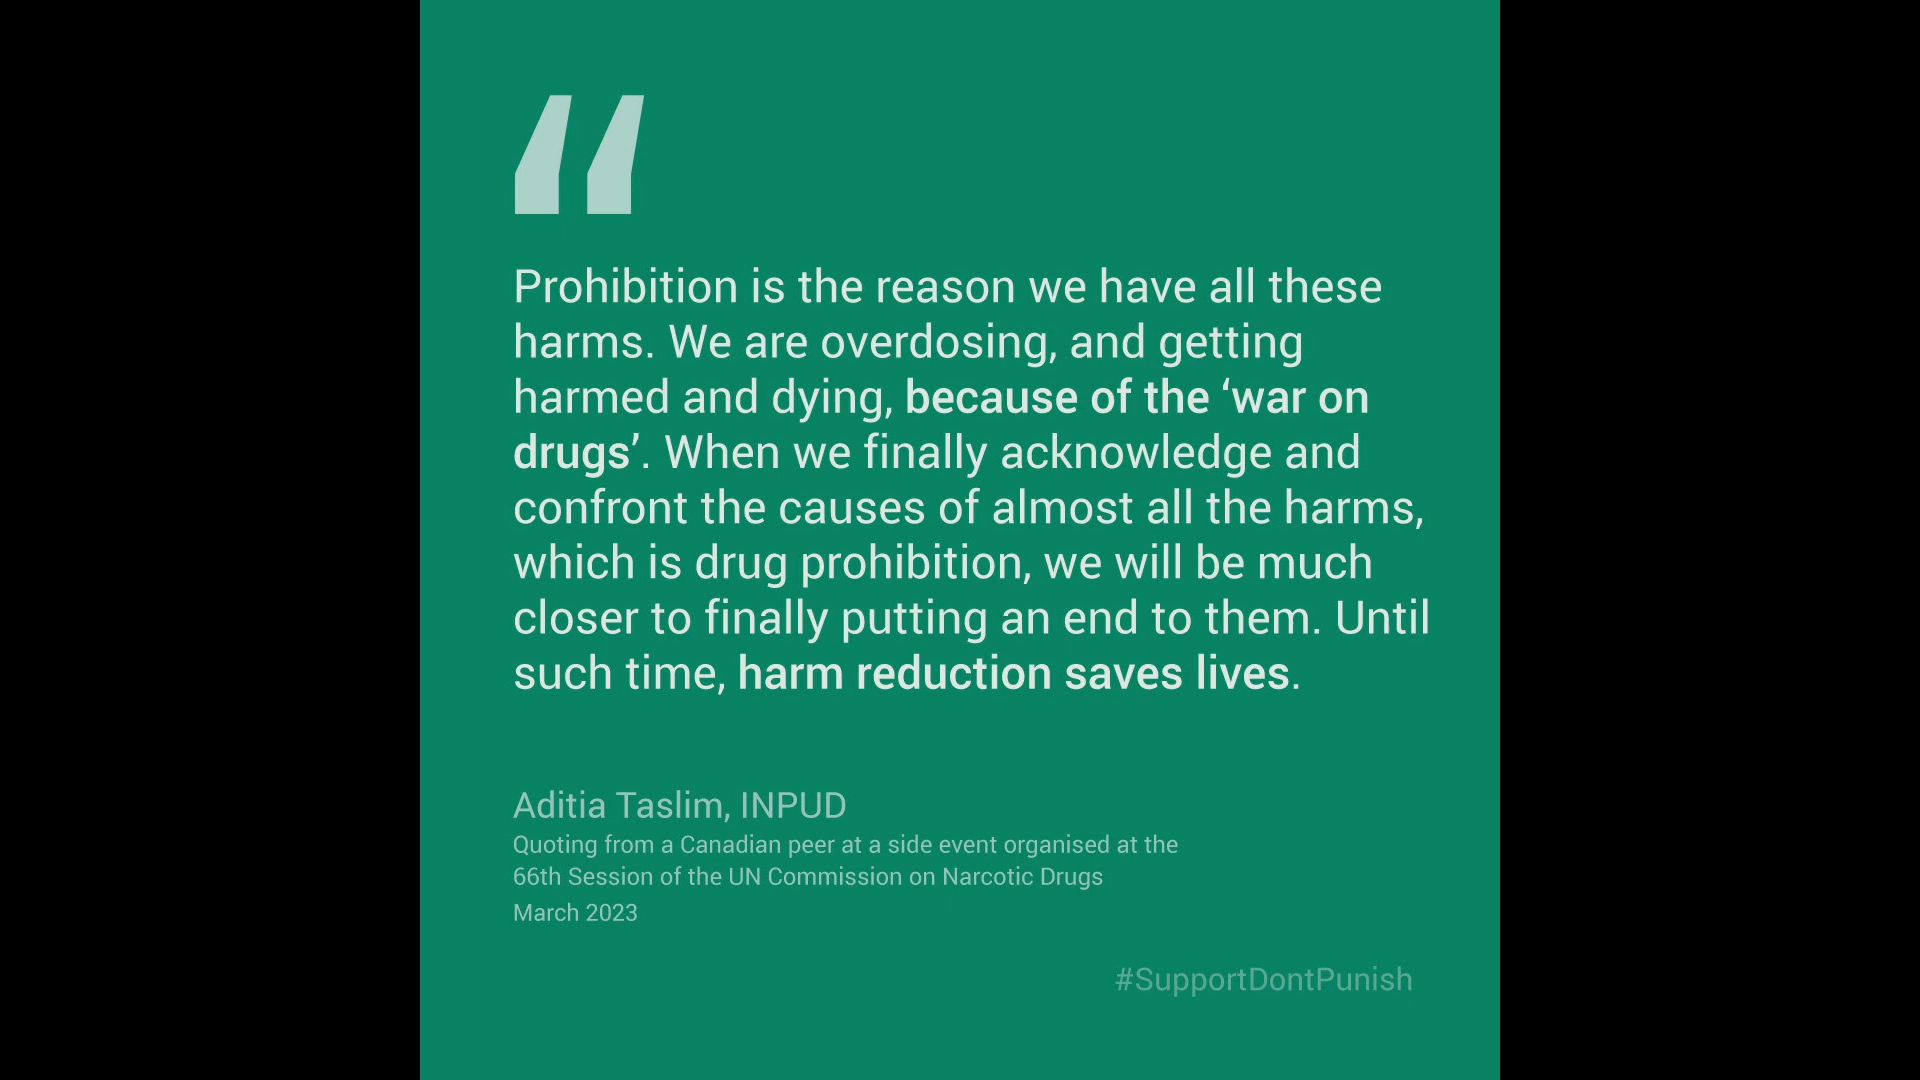 “
Prohibition is the reason we have all these
harms. We are overdosing, and getting
harmed and dying, because of the ‘war on
drugs’. When we finally acknowledge and
confront the causes of almost all the harms,
which is drug prohibition, we will be much
closer to finally putting an end to them. Until
such time, harm reduction saves lives.
Aditia Taslim, INPUD
Quoting from a Canadian peer at a side event organised at the
66th Session of the UN Commission on Narcotic Drugs
March 2023
#SupportDontPunish